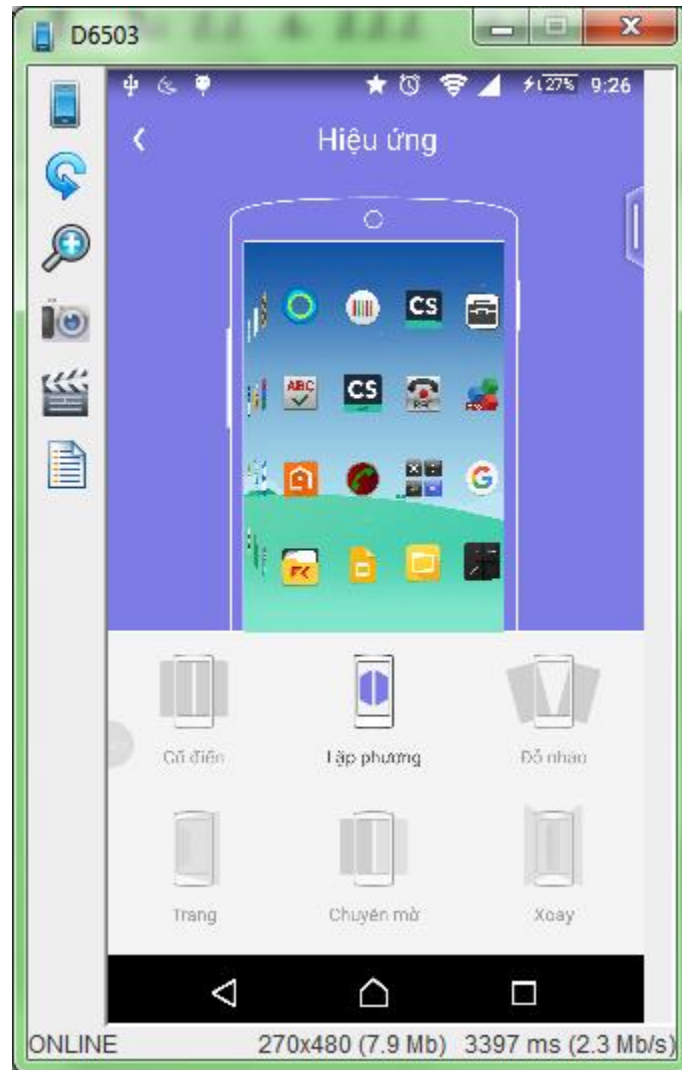 D6503
27% 9:26
Hiệu ứng
CS
ABC CS
Cổ điển Lập phương Đổ nhào
Trang Chuyển mờ Xoay
ONLINE 270x480 (7.9 Mb) 3397 ms (2.3 Mb/s)